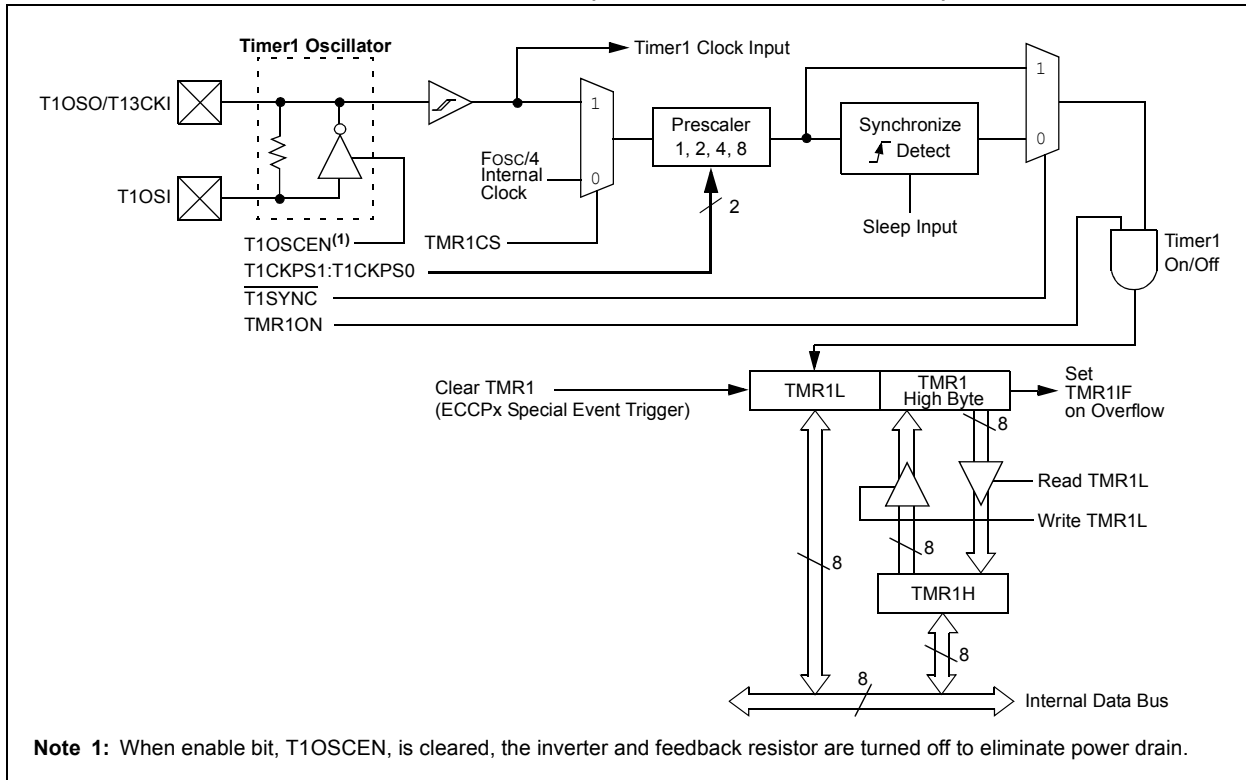 Timer1 Oscillator
Timer1 Clock Input
T1OSO/T13CKI
T1OSI
1
0
FOSC/4
Internal
Clock
Prescaler
1, 2, 4, 8
2
Synchronize
Detect
Sleep Input
1
0
T1OSCEN(1)
TMR1CS
T1CKPS1:T1CKPS0
T1SYNC
TMR1ON
Timer1
On/Off
Clear TMR1
(ECCPx Special Event Trigger)
TMR1L
TMR1
High Byte
Set
TMR1IF
on Overflow
8
Read TMR1L
Write TMR1L
8
8
TMR1H
8
8
Internal Data Bus
Note 1: When enable bit, T1OSCEN, is cleared, the inverter and feedback resistor are turned off to eliminate power drain.